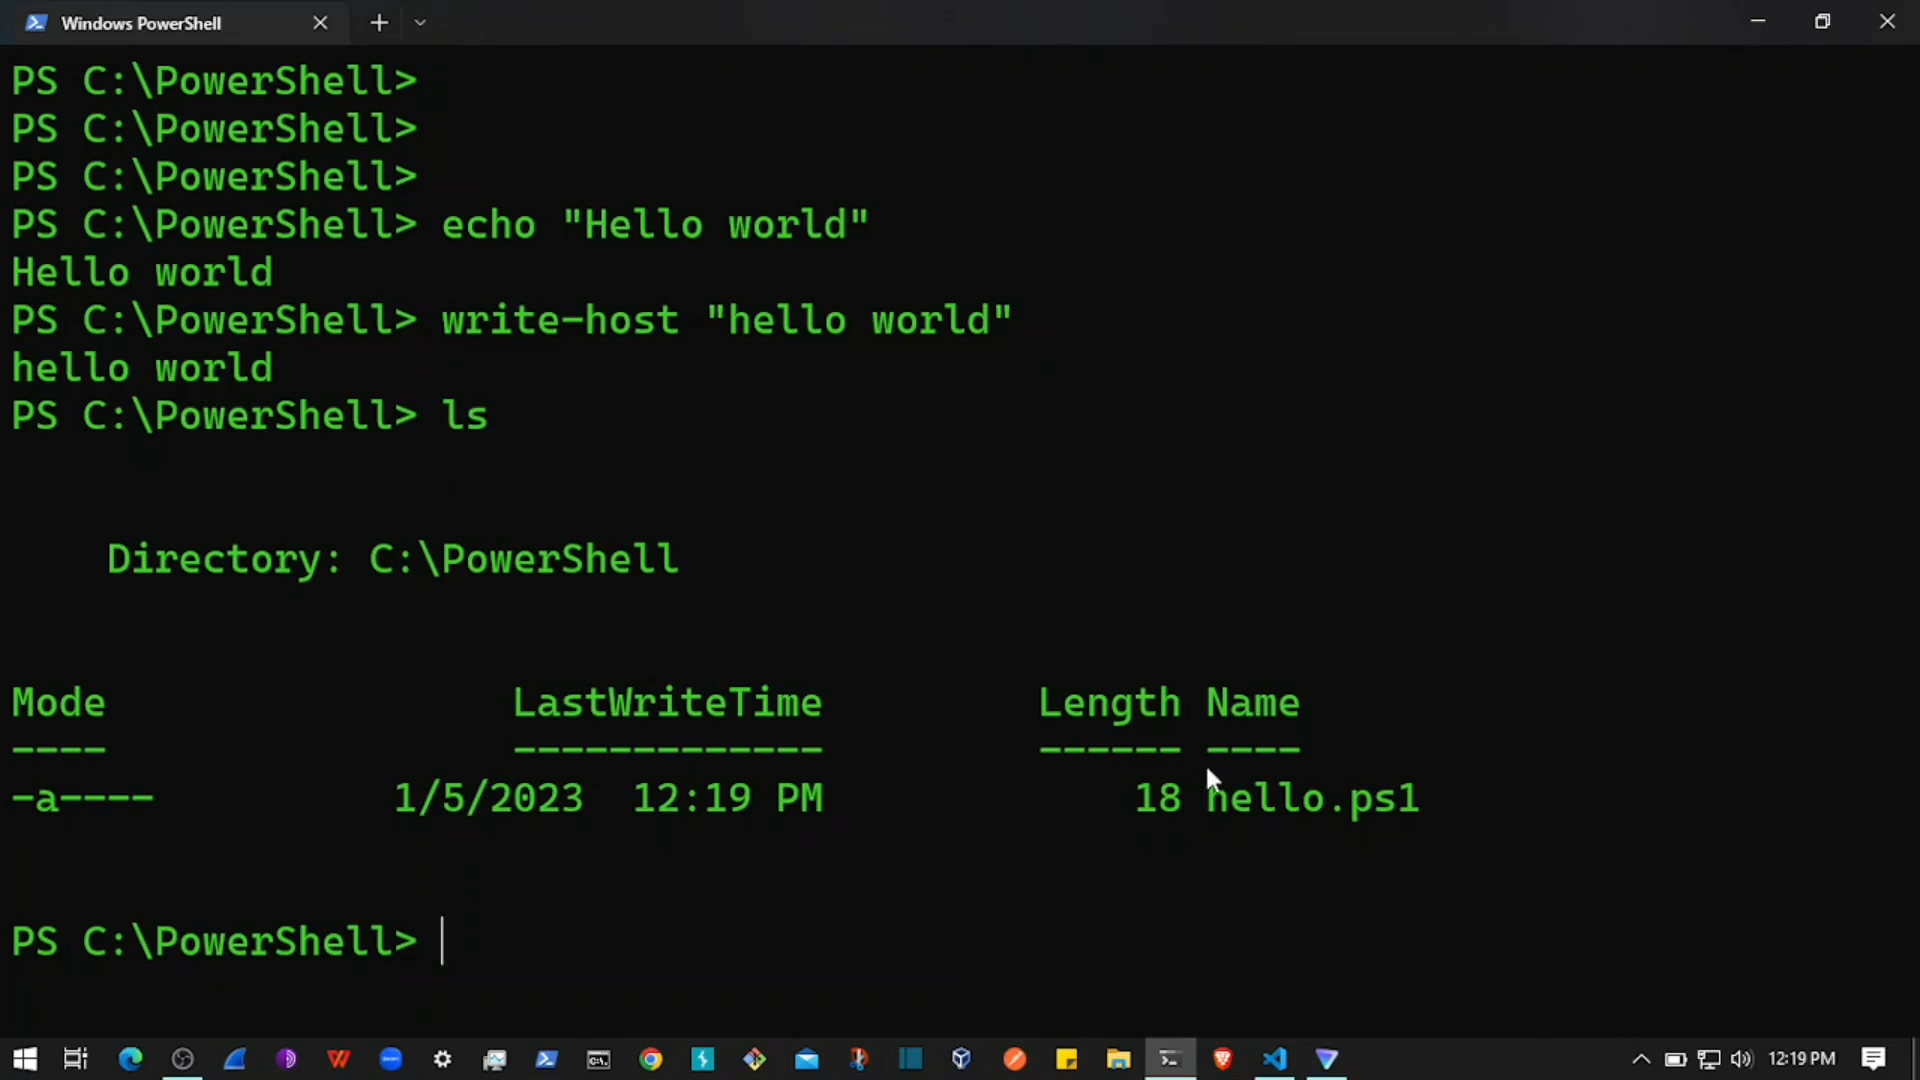 Windows PowerShell
PS C:\PowerShell>
PS C:\PowerShell>
PS C:\PowerShell>
PS C:\PowerShell> echo "Hello world"
Hello world
PS C:\PowerShell> write-host "hello world"
hello world
PS C:\PowerShell> ls
Directory: C:\PowerShell
Mode LastWriteTime Length Name
---- ------------- ------ ----
-a---- 1/5/2023 12:19 PM 18 hello.ps1
PS C:\PowerShell>
12:19 PM